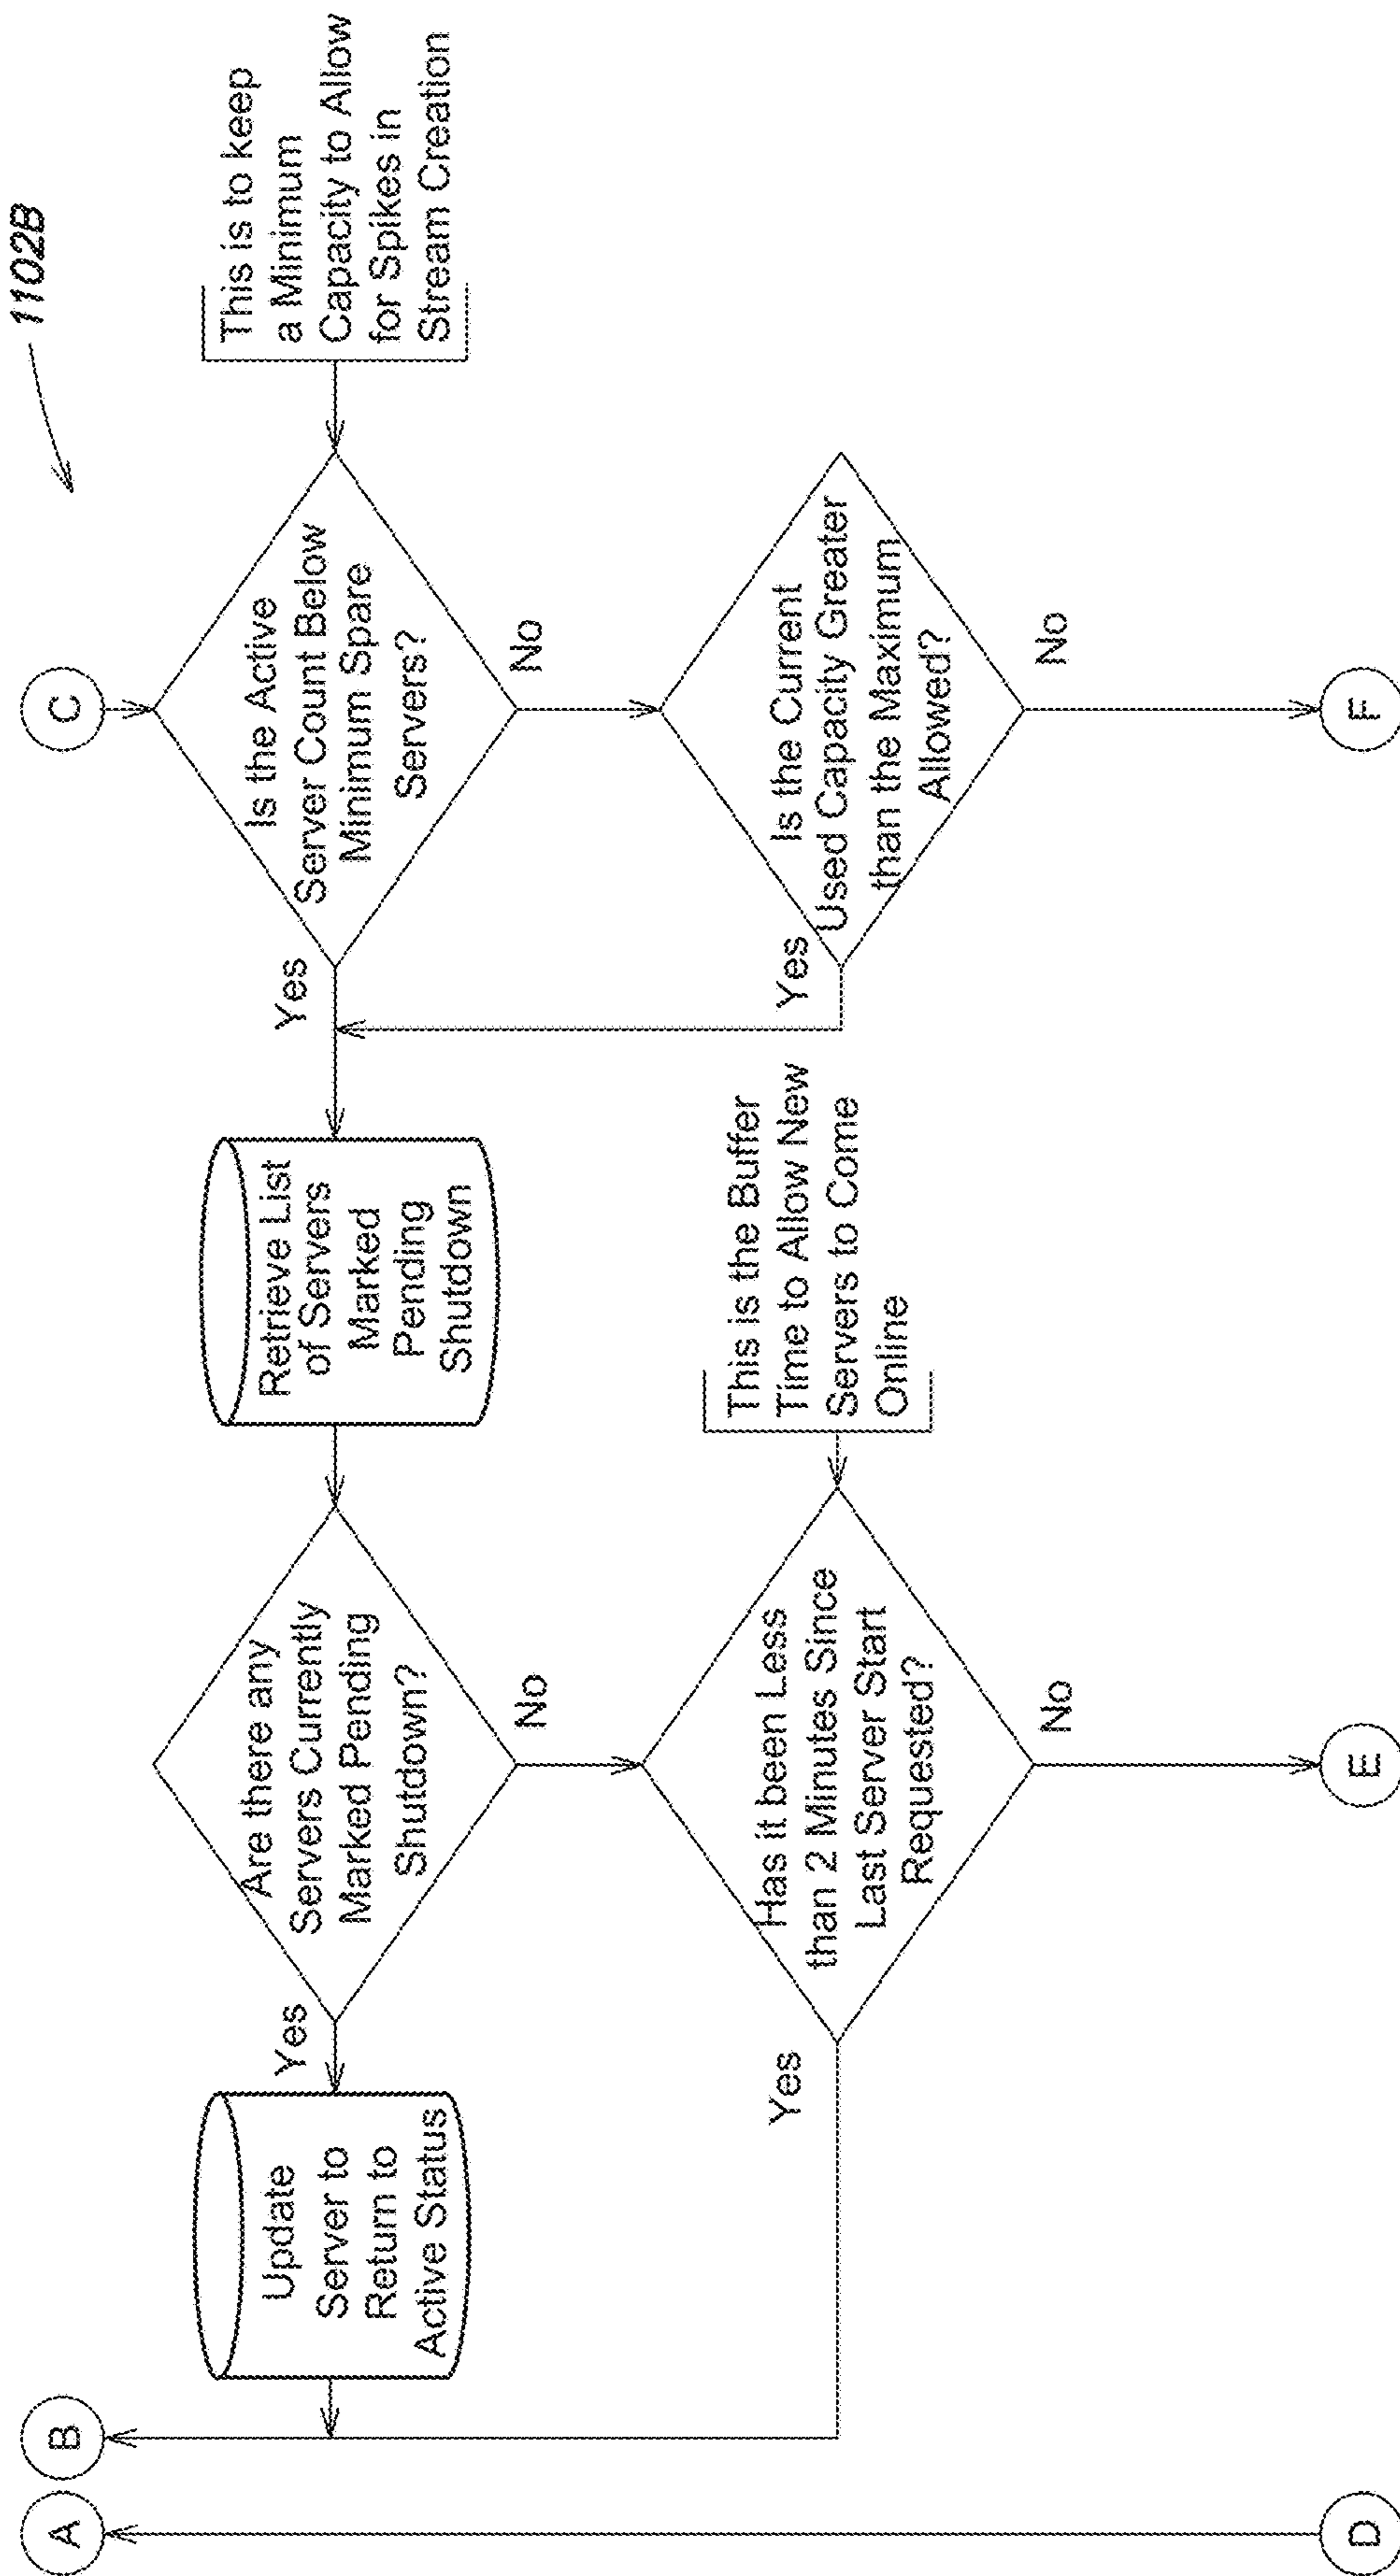 1102B
A
B
C
Update
Server to
Return to
Active Status
Yes
Are there any
Servers Currently
Marked Pending
Shutdown?
No
Retrieve List
of Servers
Marked
Pending
Shutdown
Yes
Is the Active
Server Count Below
Minimum Spare
Servers?
No
This is to keep
a Minimum
Capacity to Allow
for Spikes in
Stream Creation
Yes
Has it been Less
than 2 Minutes Since
Last Server Start
Requested?
No
This is the Buffer
Time to Allow New
Servers to Come
Online
Yes
Is the Current
Used Capacity Greater
than the Maximum
Allowed?
No
D
E
F